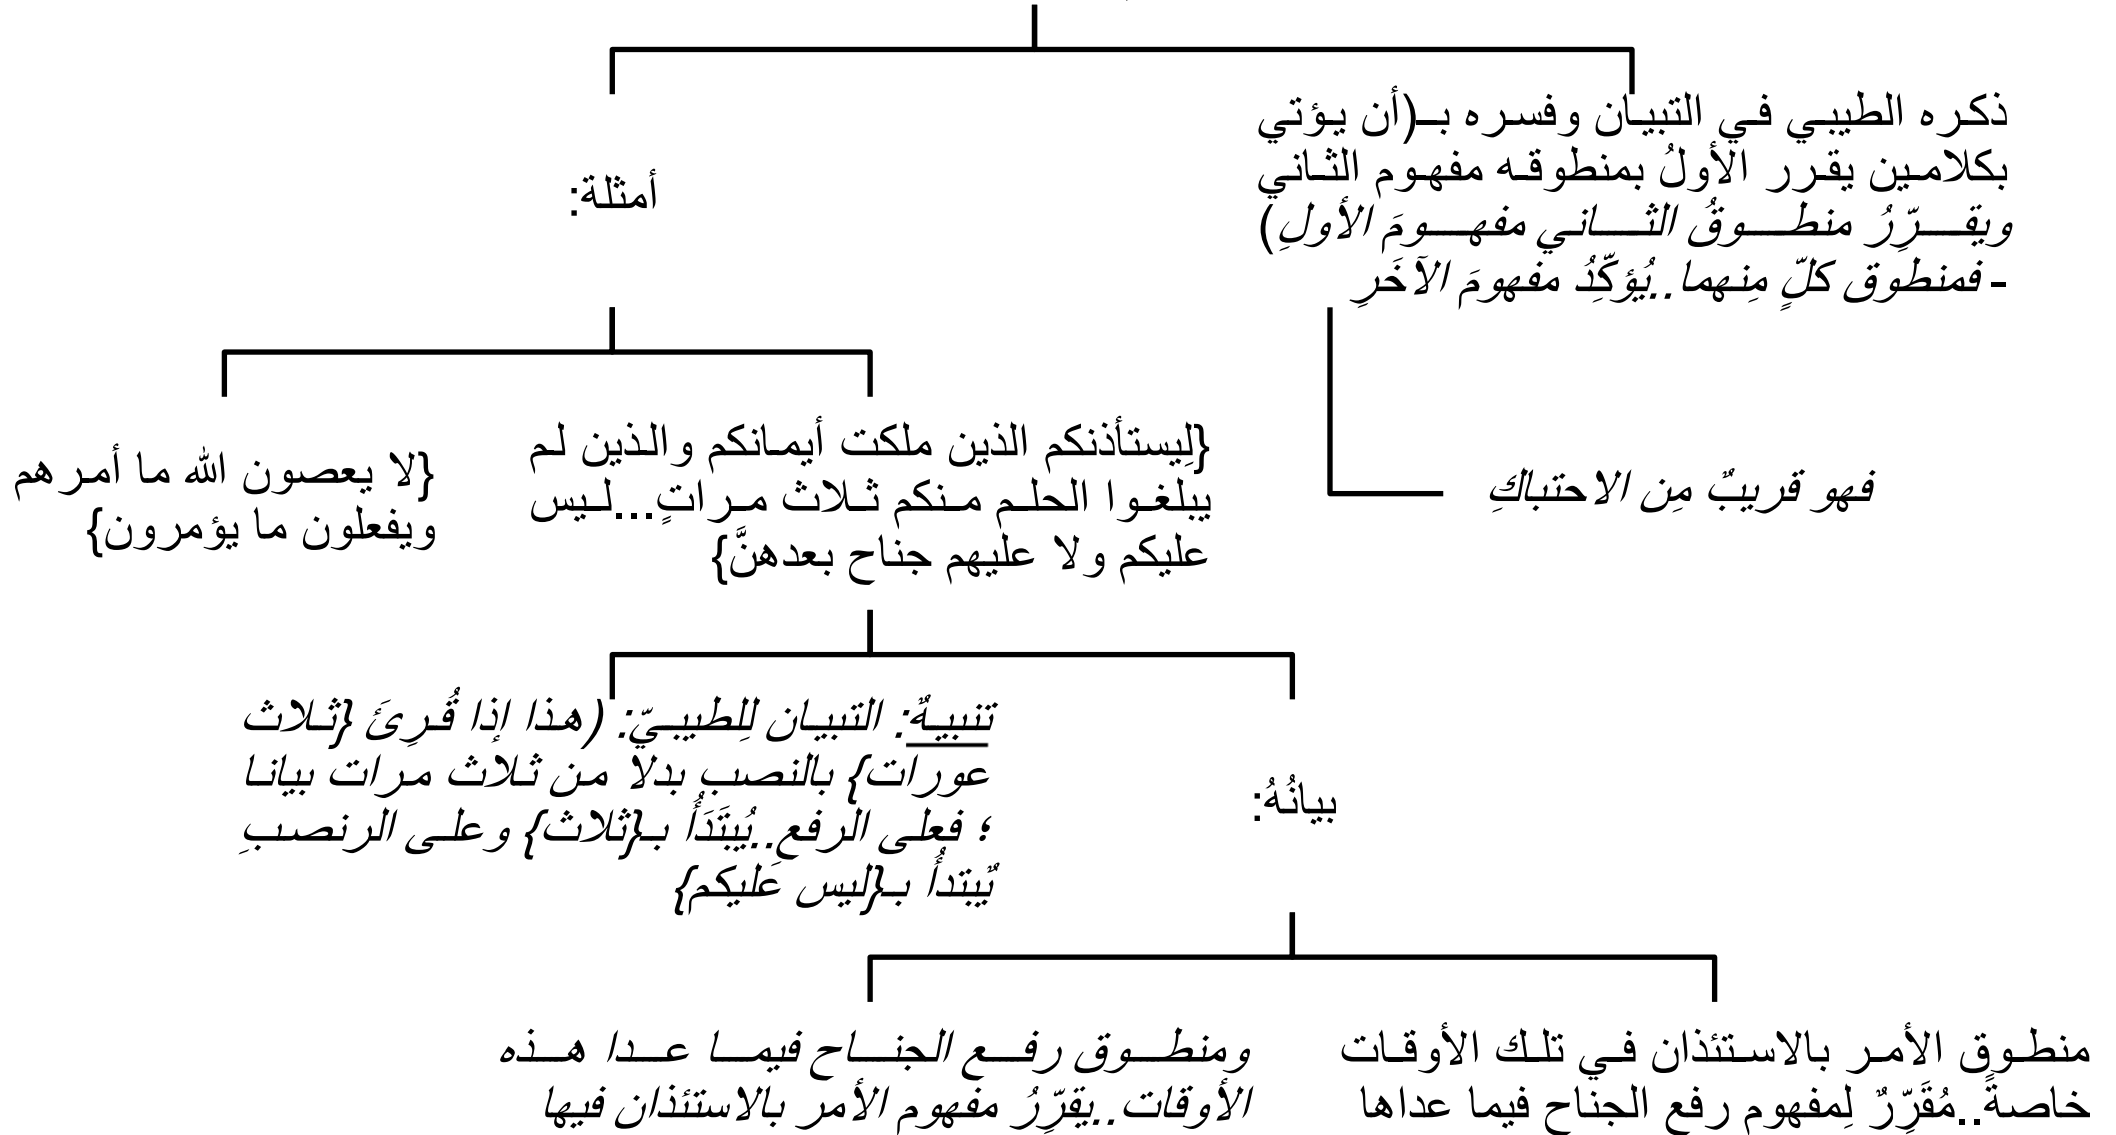 ذكره الطيبي في التبيان وفسره بـ(أن يؤتي
بكلامين يقرر الأولُ بمنطوقه مفهوم الثاني
ويقرّرُ منطوقُ الثاني مفهومَ الأولِ)
- فمنطوق كلٍّ مِنهما..يُؤكِّدُ مفهومَ الآخَرِ
فهو قريبٌ مِن الاحتباكِ
أمثلة:
{لِيستأذنكم الذين ملكت أيمانكم والذين لم
يبلغوا الحلم منكم ثلاث مراتٍ...ليس
عليكم ولا عليهم جناح بعدهنَّ}
{لا يعصون الله ما أمرهم
ويفعلون ما يؤمرون}
بيانُهُ:
تنبيهٌ: التبيان لِلطيبيّ: (هذا إذا قُرِئَ {ثلاث
عورات} بالنصب بدلا من ثلاث مرات بيانا
؛ فعلى الرفع..يُبتَدَأُ بـ{ثلاث} وعلى الرنصبِ
يٌبتدأُ بـ{ليس عَليكم}
منطوق الأمر بالاستئذان في تلك الأوقات
خاصةً..مُقَرِّرٌ لِمفهوم رفع الجناح فيما عداها
ومنطوق رفع الجناح فيما عدا هذه
الأوقات..يقرِّرُ مفهوم الأمر بالاستئذان فيها